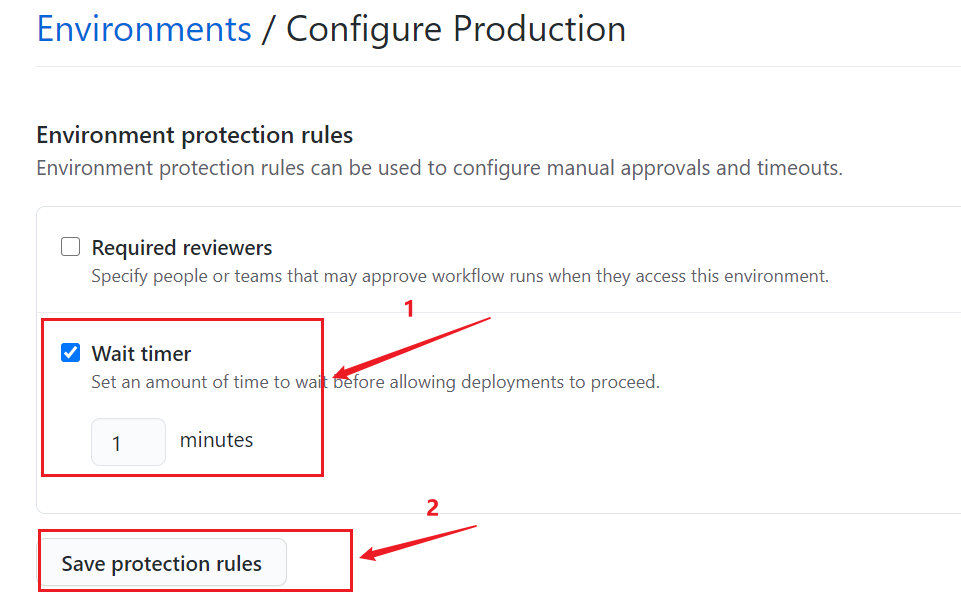 Environments / Configure Production
Environment protection rules
Environment protection rules can be used to configure manual approvals and timeouts.
Required reviewers
Specify people or teams that may approve workflow runs when they access this environment.
1
Wait timer
Set an amount of time to wait before allowing deployments to proceed.
1 minutes
2
Save protection rules